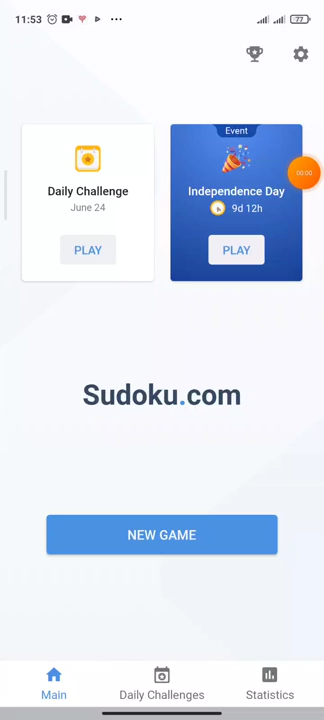 11:53
77
Event
Daily Challenge
June 24
PLAY
Independence Day
9d 12h
PLAY
00:00
Sudoku.com
NEW GAME
Main
Daily Challenges
Statistics